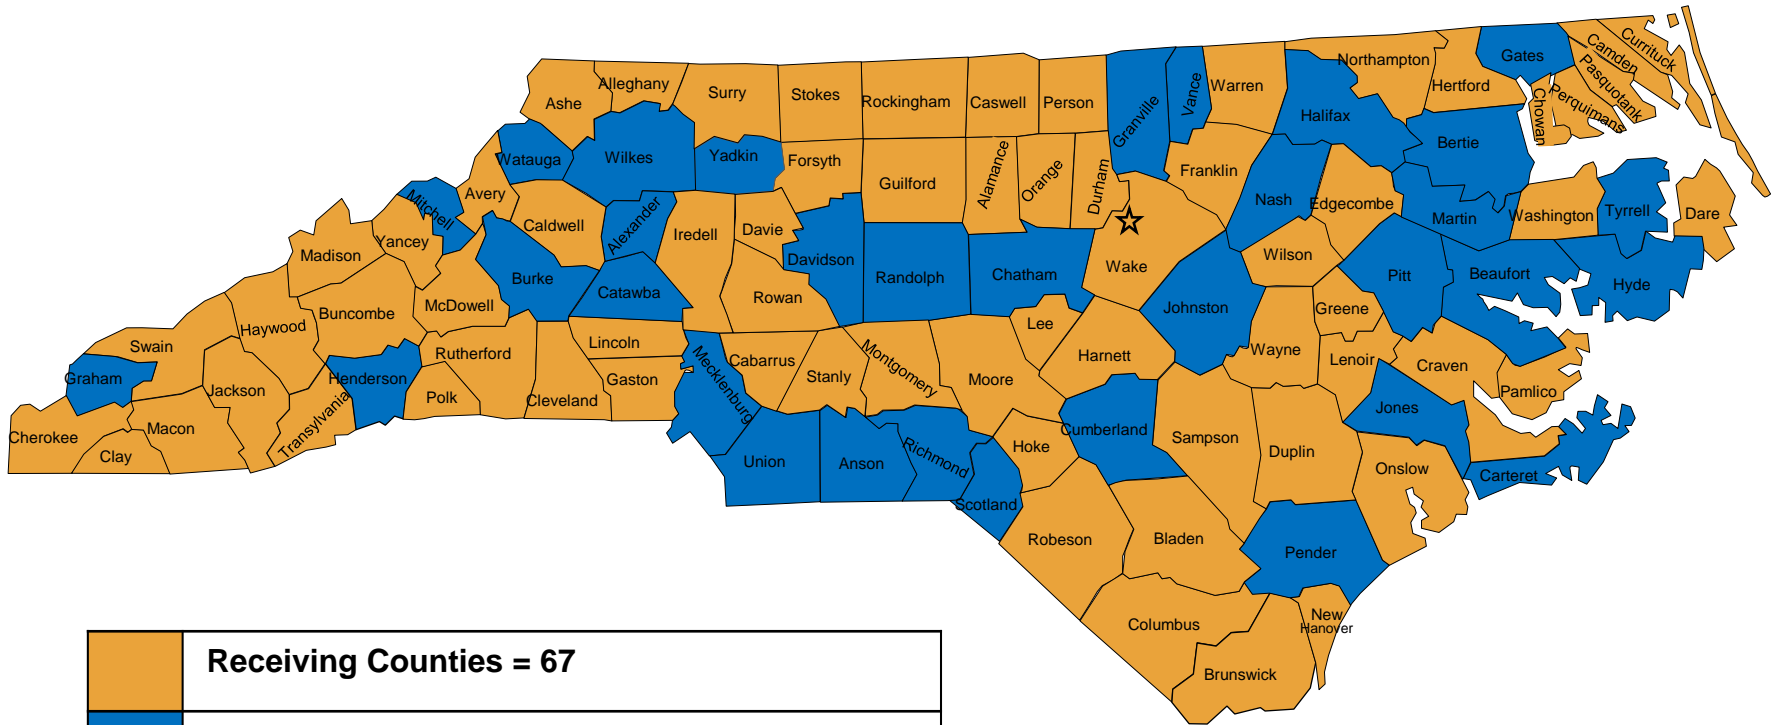 Ashe
Alleghany
Surry
Stokes
Rockingham
Caswell
Person
Granville
Vance
Warren
Northampton
Halifax
Hertford
Gates
Camden
Currituck
Pasquotank
Perquimans
Chowan
Bertie
Watauga
Wilkes
Yadkin
Forsyth
Guilford
Alamance
Orange
Durham
Franklin
Nash
Edgecombe
Martin
Washington
Tyrrell
Dare
Mitchell
Avery
Caldwell
Alexander
Iredell
Davie
Davidson
Randolph
Chatham
Wake
Wilson
Pitt
Beaufort
Hyde
Madison
Yancey
McDowell
Burke
Catawba
Rowan
Johnston
Greene
Swain
Haywood
Buncombe
Rutherford
Lincoln
Cabarrus
Stanly
Montgomery
Moore
Lee
Harnett
Wayne
Lenoir
Craven
Pamlico
Graham
Jackson
Henderson
Polk
Cleveland
Gaston
Mecklenburg
Jones
Cherokee
Clay
Macon
Transylvania
Union
Anson
Richmond
Scotland
Hoke
Cumberland
Sampson
Duplin
Onslow
Carteret
Robeson
Bladen
Pender
Columbus
Brunswick
New
Hanover
Receiving Counties = 67